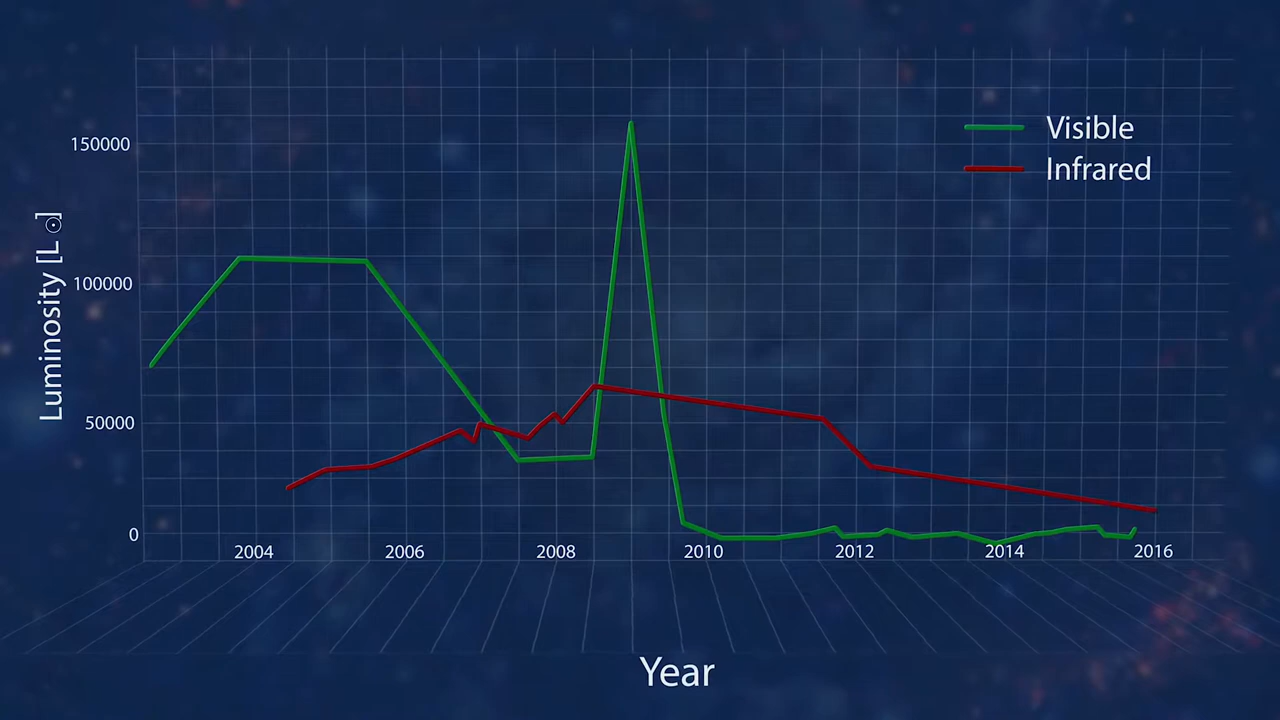 Visible
Infrared
150000
100000
50000
0
Luminosity [L ☉]
2004 2006 2008 2010 2012 2014 2016
Year